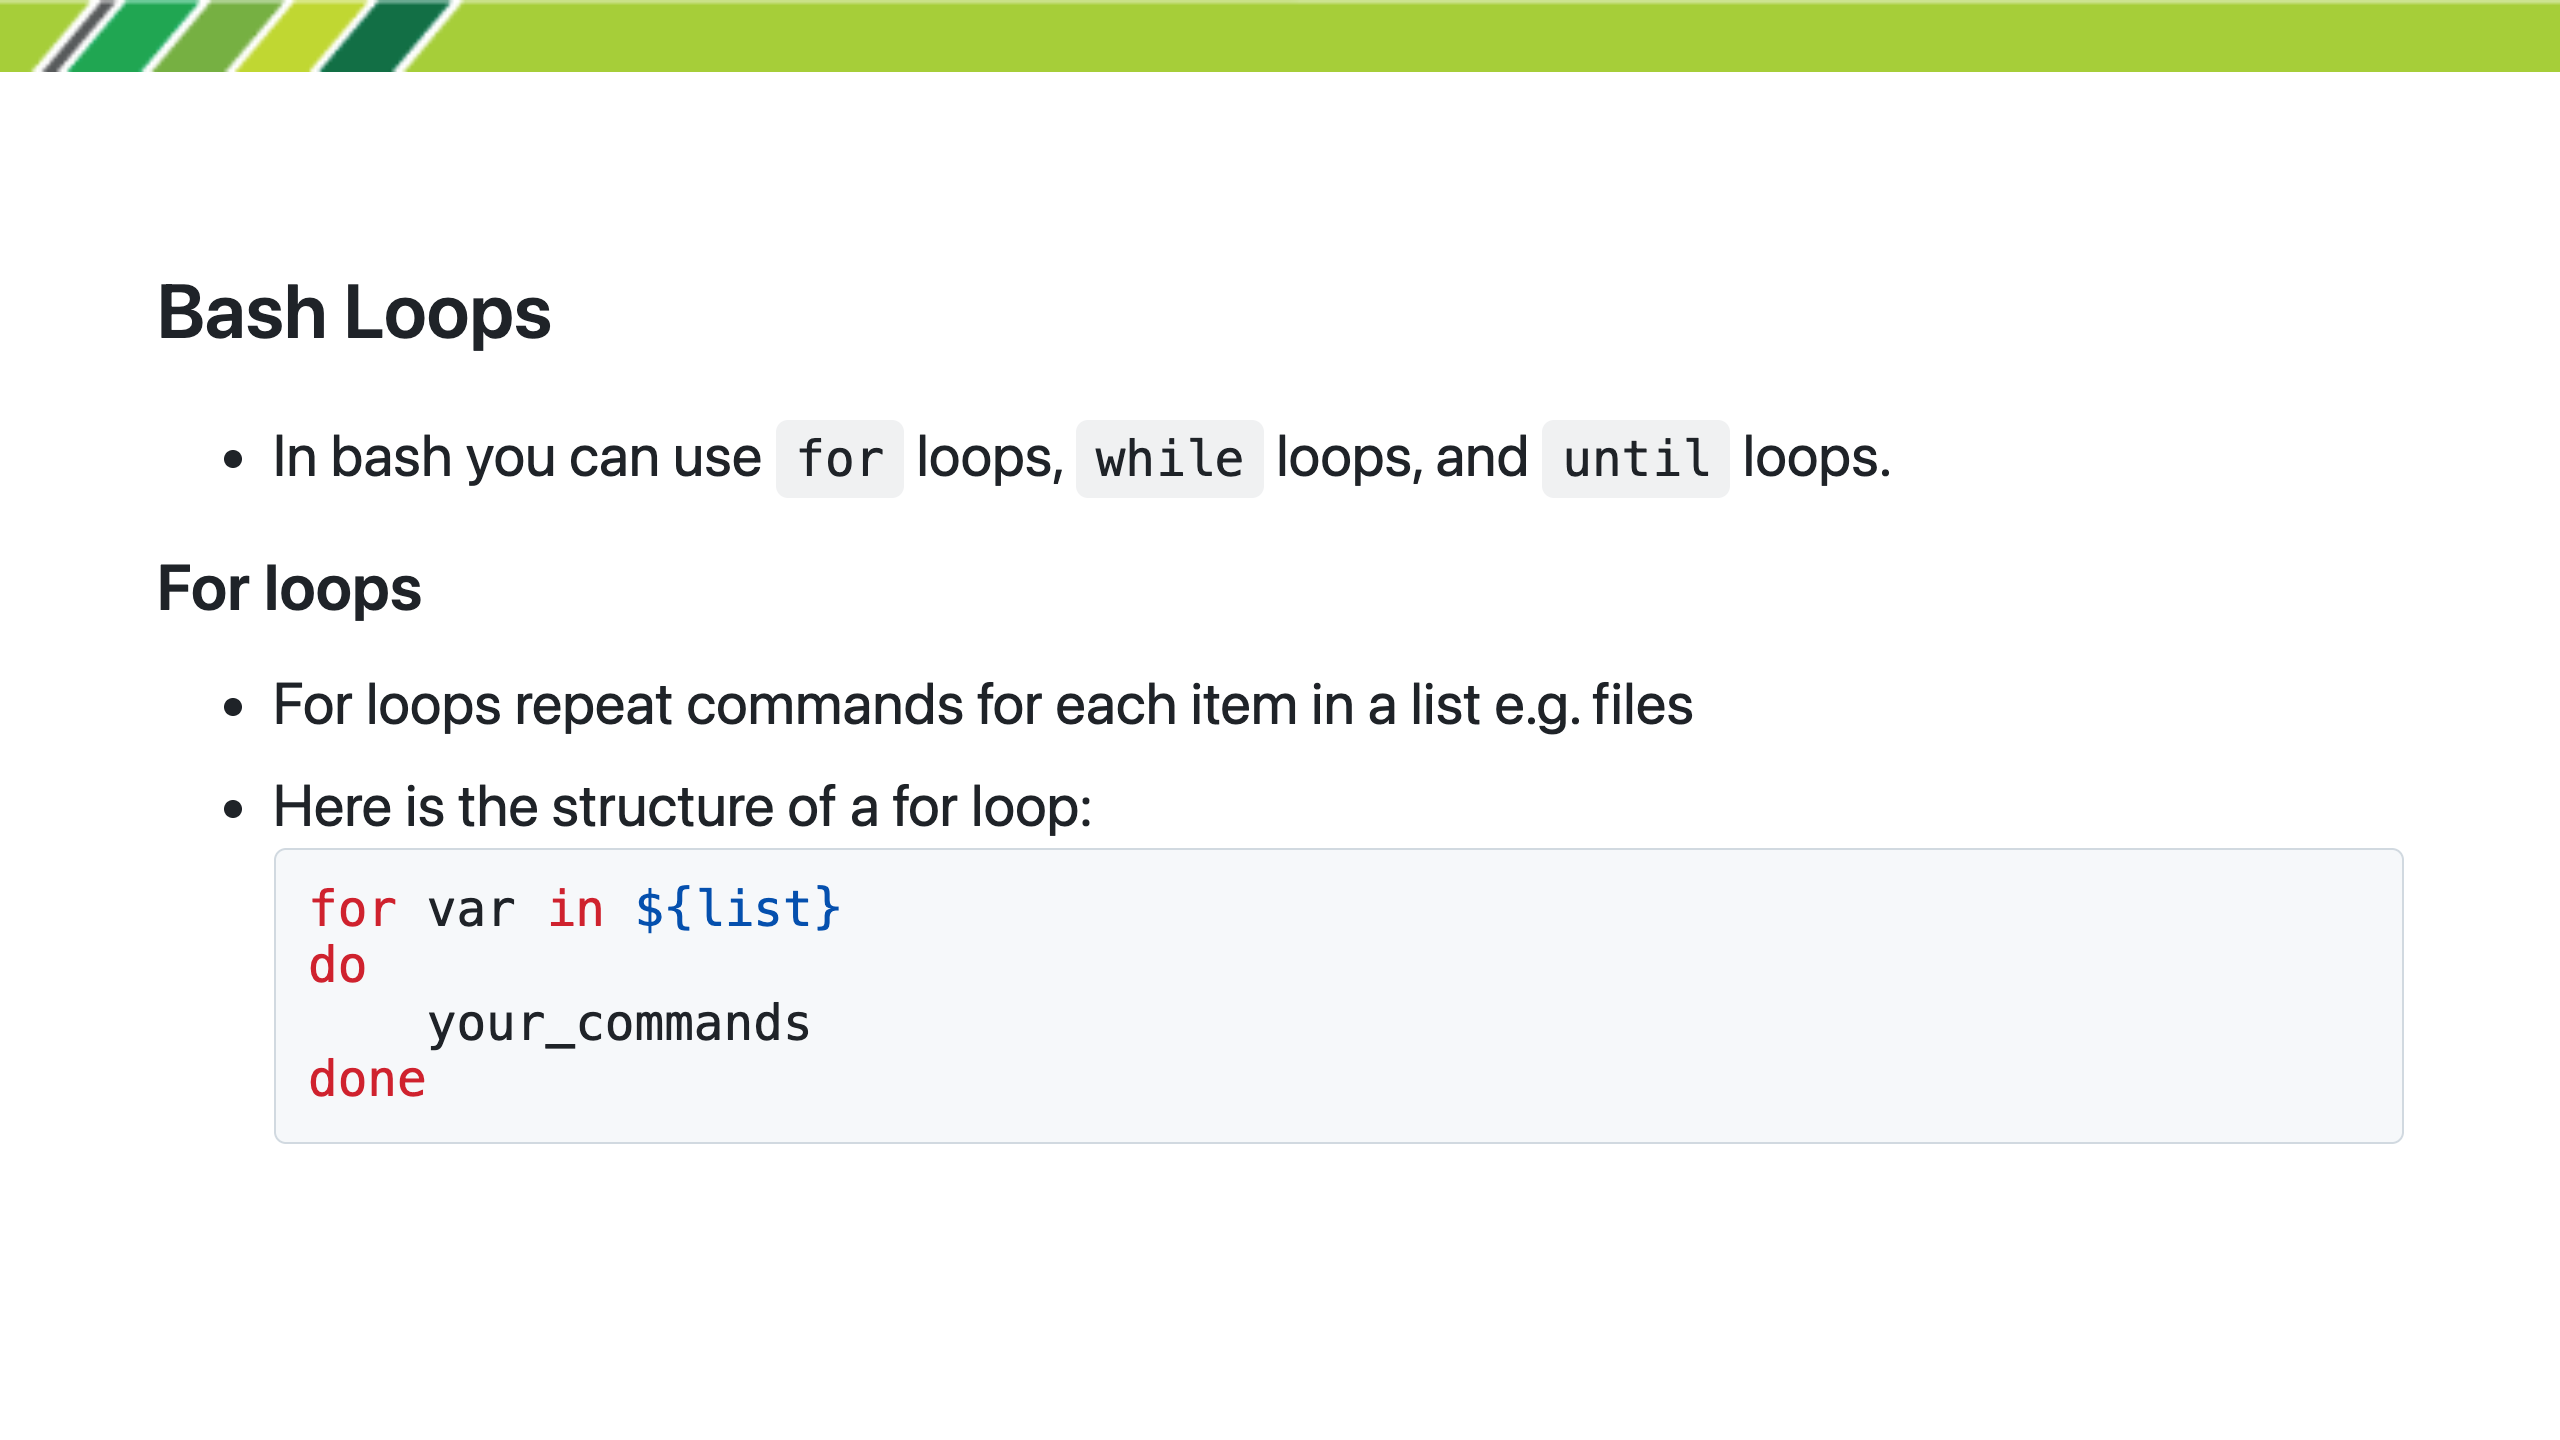 Bash Loops
In bash you can use for loops, while loops, and until loops.
For loops
For loops repeat commands for each item in a list e.g. files
Here is the structure of a for loop:
for var in ${list}
do
    your_commands
done